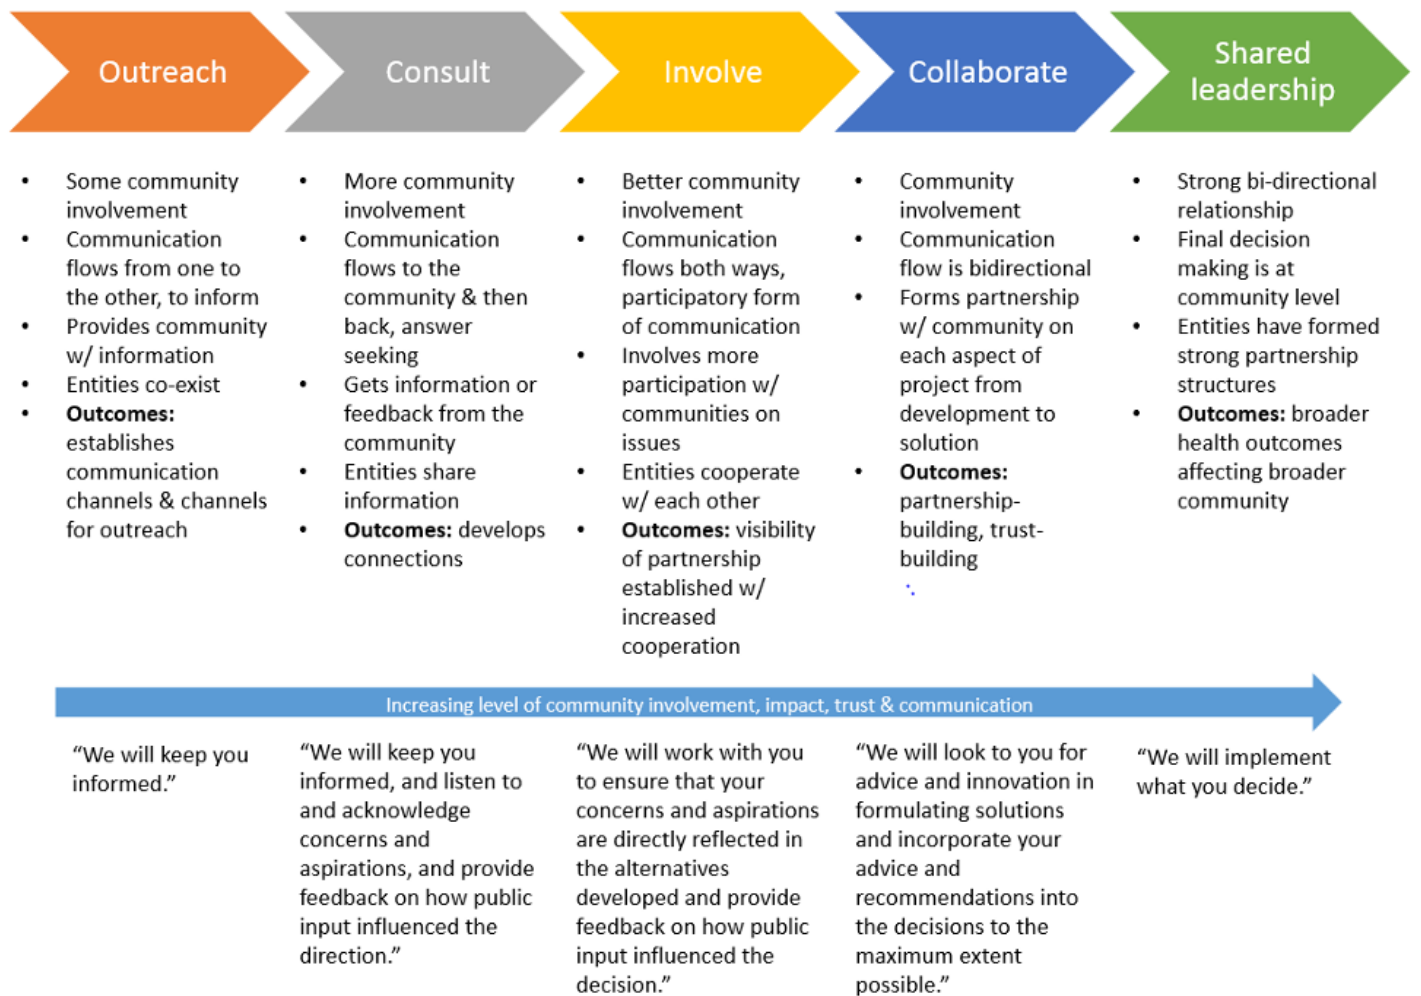 Outreach
Consult
Involve
Collaborate
Shared
leadership
• Some community
involvement
• Communication
flows from one to
the other, to inform
• Provides community
w/ information
• Entities co-exist
• Outcomes:
establishes
communication
channels & channels
for outreach
• More community
involvement
• Communication
flows to the
community & then
back, answer
seeking
• Gets information or
feedback from the
community
• Entities share
information
• Outcomes: develops
connections
• Better community
involvement
• Communication
flows both ways,
participatory form
of communication
• Involves more
participation w/
communities on
issues
• Entities cooperate
w/ each other
• Outcomes: visibility
of partnership
established w/
increased
cooperation
• Community
involvement
• Communication
flow is bidirectional
• Forms partnership
w/ community on
each aspect of
project from
development to
solution
• Outcomes:
partnership-
building, trust-
building
• Strong bi-directional
relationship
• Final decision
making is at
community level
• Entities have formed
strong partnership
structures
• Outcomes: broader
health outcomes
affecting broader
community
Increasing level of community involvement, impact, trust & communication
“We will keep you
informed.”
“We will keep you
informed, and listen to
and acknowledge
concerns and
aspirations, and provide
feedback on how public
input influenced the
direction.”
“We will work with you
to ensure that your
concerns and aspirations
are directly reflected in
the alternatives
developed and provide
feedback on how public
input influenced the
decision.”
“We will look to you for
advice and innovation in
formulating solutions
and incorporate your
advice and
recommendations into
the decisions to the
maximum extent
possible.”
“We will implement
what you decide.”